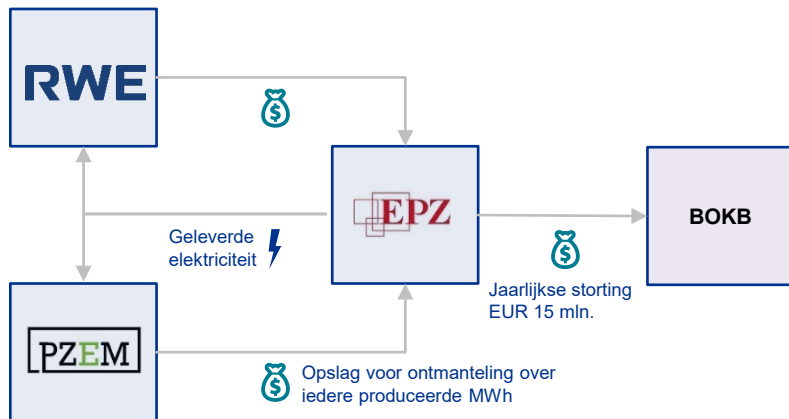 RWE
EPZ
BOKB
Geleverde
elektriciteit
Jaarlijkse storting
EUR 15 mln.
PZEM
Opslag voor ontmanteling over
iedere produceerde MWh